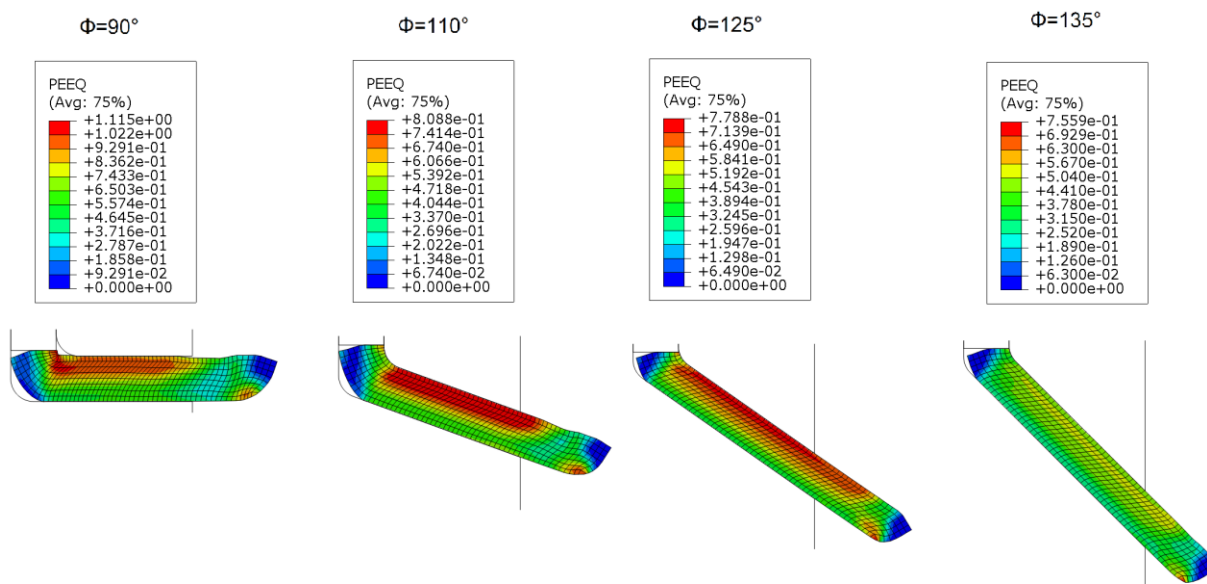 Φ=90°
Φ=110°
Φ=125°
Φ=135°
PEEQ
(Avg: 75%)
+1.115e+00
+1.022e+00
+9.291e-01
+8.362e-01
+7.433e-01
+6.503e-01
+5.574e-01
+4.645e-01
+3.716e-01
+2.787e-01
+1.858e-01
+9.291e-02
+0.000e+00
PEEQ
(Avg: 75%)
+8.088e-01
+7.414e-01
+6.740e-01
+6.066e-01
+5.392e-01
+4.718e-01
+4.044e-01
+3.370e-01
+2.696e-01
+2.022e-01
+1.348e-01
+6.740e-02
+0.000e+00
PEEQ
(Avg: 75%)
+7.788e-01
+7.139e-01
+6.490e-01
+5.841e-01
+5.192e-01
+4.543e-01
+3.894e-01
+3.245e-01
+2.596e-01
+1.947e-01
+1.298e-01
+6.490e-02
+0.000e+00
PEEQ
(Avg: 75%)
+7.559e-01
+6.929e-01
+6.300e-01
+5.670e-01
+5.040e-01
+4.410e-01
+3.780e-01
+3.150e-01
+2.520e-01
+1.890e-01
+1.260e-01
+6.300e-02
+0.000e+00